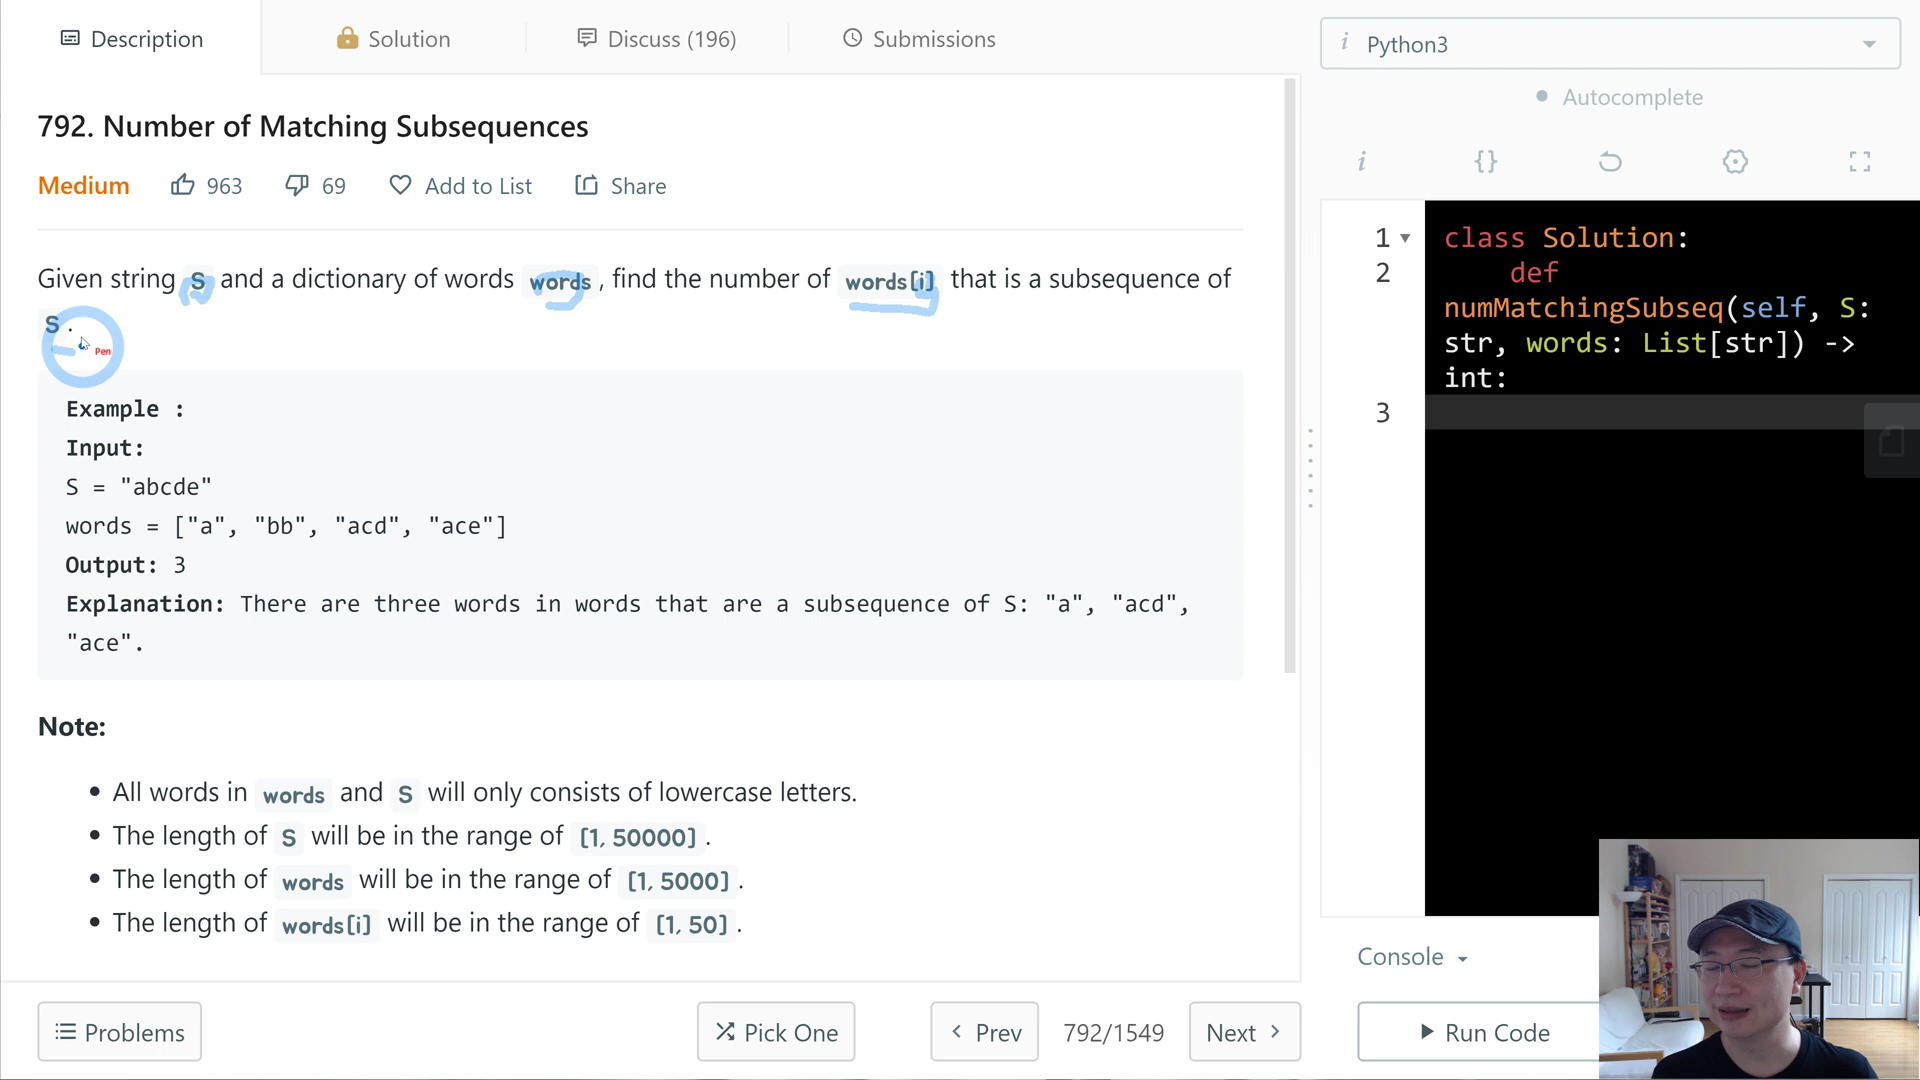 Description
Solution
Discuss (196)
Submissions
i Python3
Autocomplete
792. Number of Matching Subsequences
Medium 963 69 Add to List Share
i {}
Given string S and a dictionary of words words , find the number of words[i] that is a subsequence of
S .
Pen
Example :
Input:
S = "abcde"
words = ["a", "bb", "acd", "ace"]
Output: 3
Explanation: There are three words in words that are a subsequence of S: "a", "acd",
"ace".
Note:
• All words in words and S will only consists of lowercase letters.
• The length of S will be in the range of [1, 50000] .
• The length of words will be in the range of [1, 5000] .
• The length of words[i] will be in the range of [1, 50] .
1 class Solution:
2 def
numMatchingSubseq(self, S:
str, words: List[str]) ->
int:
3
Console
Problems
Pick One
< Prev
792/1549
Next >
Run Code